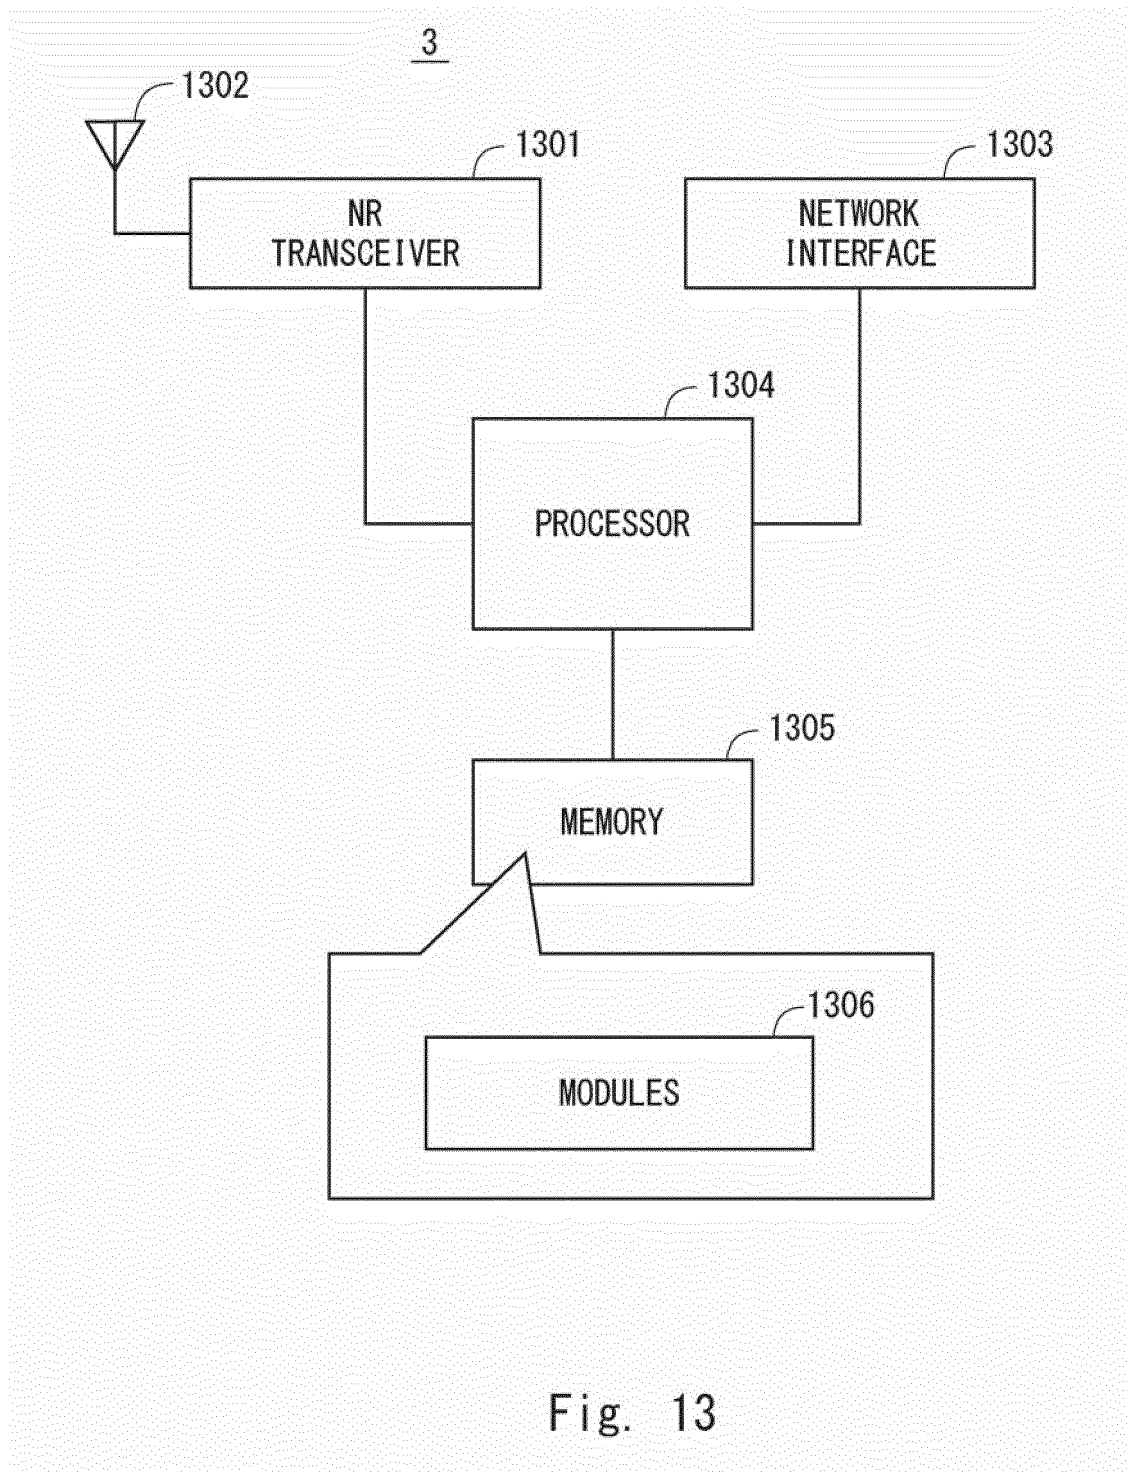 3
1302
1301
1303
NR
TRANSCEIVER
NETWORK
INTERFACE
1304
PROCESSOR
1305
MEMORY
1306
MODULES
Fig. 13